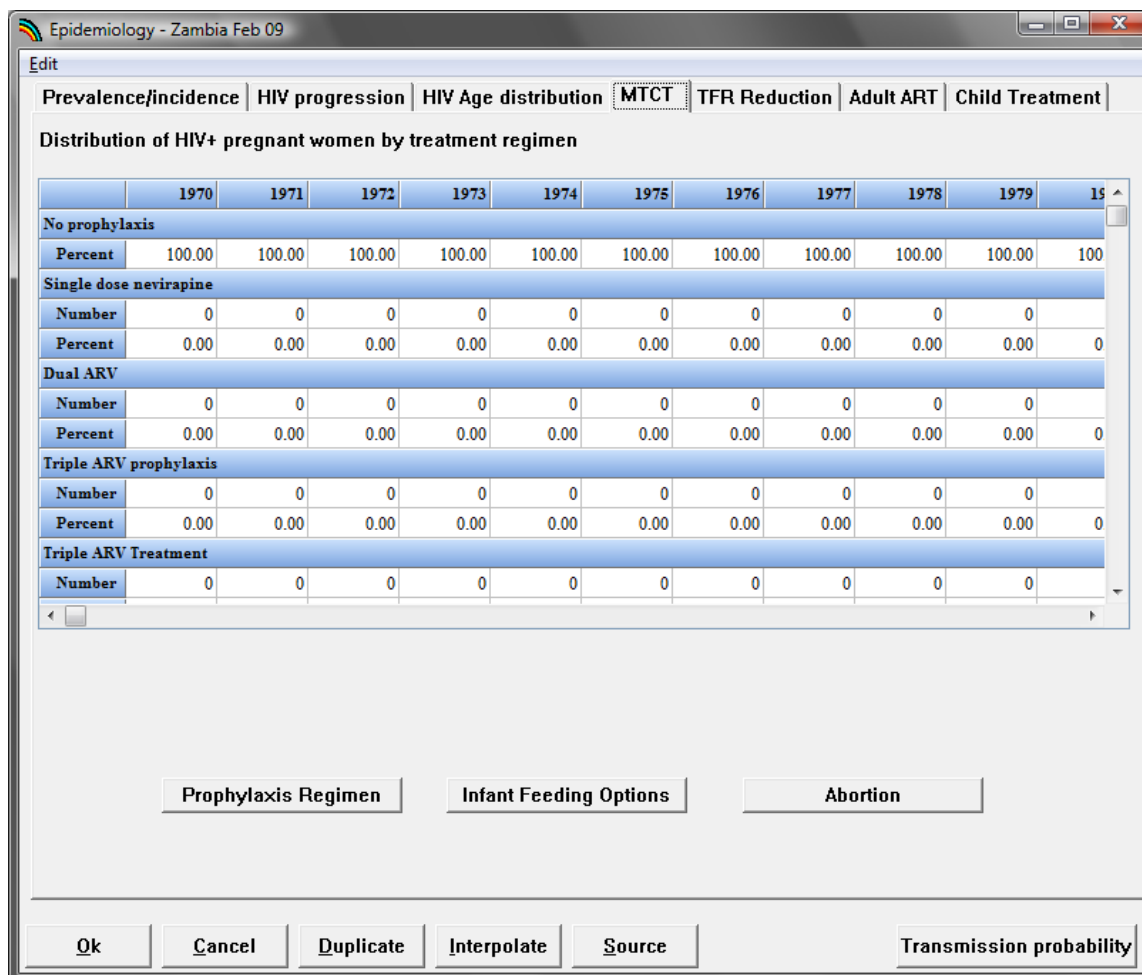 Epidemiology - Zambia Feb 09
Edit
Prevalence/incidence HIV progression HIV Age distribution MTCT TFR Reduction Adult ART Child Treatment
Distribution of HIV+ pregnant women by treatment regimen
1970 1971 1972 1973 1974 1975 1976 1977 1978 1979 19
No prophylaxis
Percent 100.00 100.00 100.00 100.00 100.00 100.00 100.00 100.00 100.00 100.00 100
Single dose nevirapine
Number 0 0 0 0 0 0 0 0 0 0
Percent 0.00 0.00 0.00 0.00 0.00 0.00 0.00 0.00 0.00 0.00 0
Dual ARV
Number 0 0 0 0 0 0 0 0 0 0
Percent 0.00 0.00 0.00 0.00 0.00 0.00 0.00 0.00 0.00 0.00 0
Triple ARV prophylaxis
Number 0 0 0 0 0 0 0 0 0 0
Percent 0.00 0.00 0.00 0.00 0.00 0.00 0.00 0.00 0.00 0.00 0
Triple ARV Treatment
Number 0 0 0 0 0 0 0 0 0 0
Prophylaxis Regimen Infant Feeding Options Abortion
Ok Cancel Duplicate Interpolate Source Transmission probability